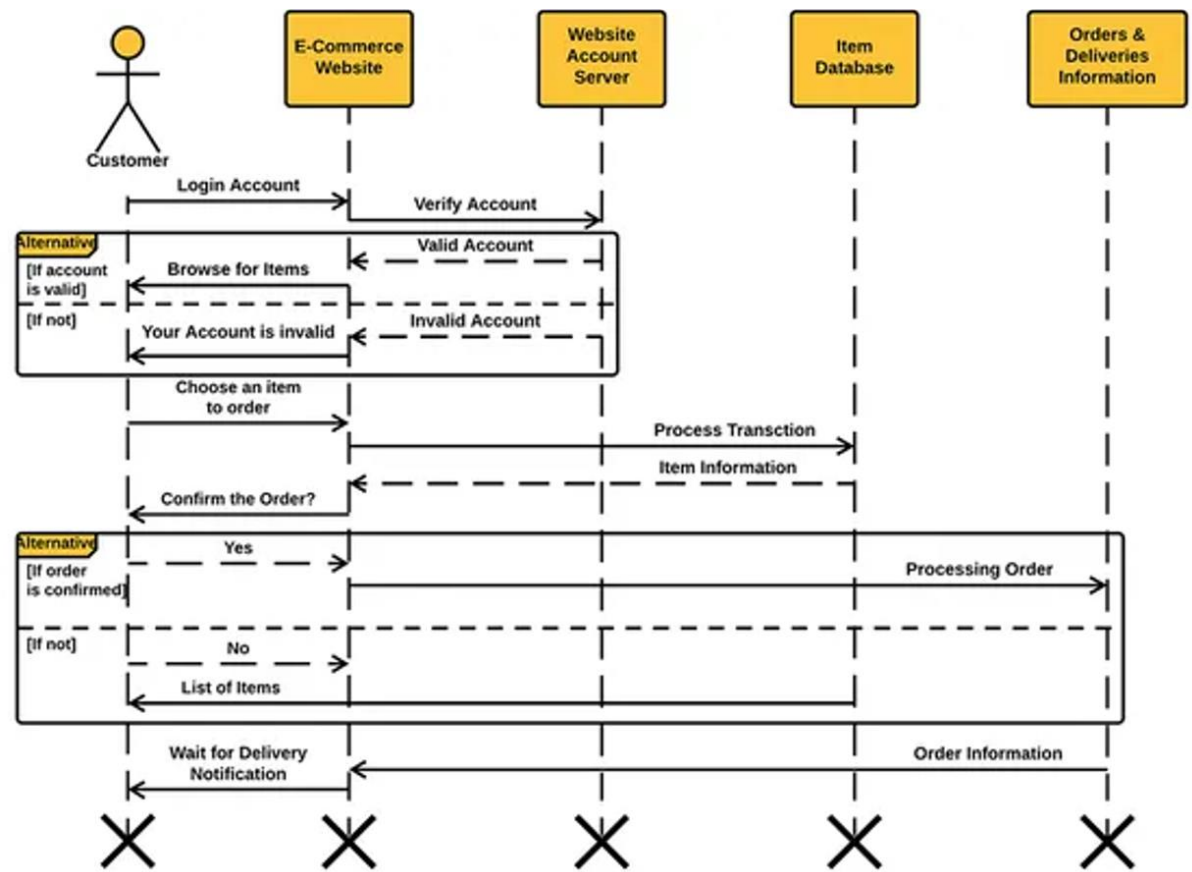 E-Commerce
Website
Website
Account
Server
Item
Database
Orders &
Deliveries
Information
Customer
Login Account
Verify Account
Alternative
Valid Account
[If account
is valid]
Browse for Items
[If not]
Invalid Account
Your Account is invalid
Choose an item
to order
Process Transction
Item Information
Confirm the Order?
Alternative
Yes
[If order
is confirmed]
Processing Order
[If not]
No
List of Items
Wait for Delivery
Notification
Order Information